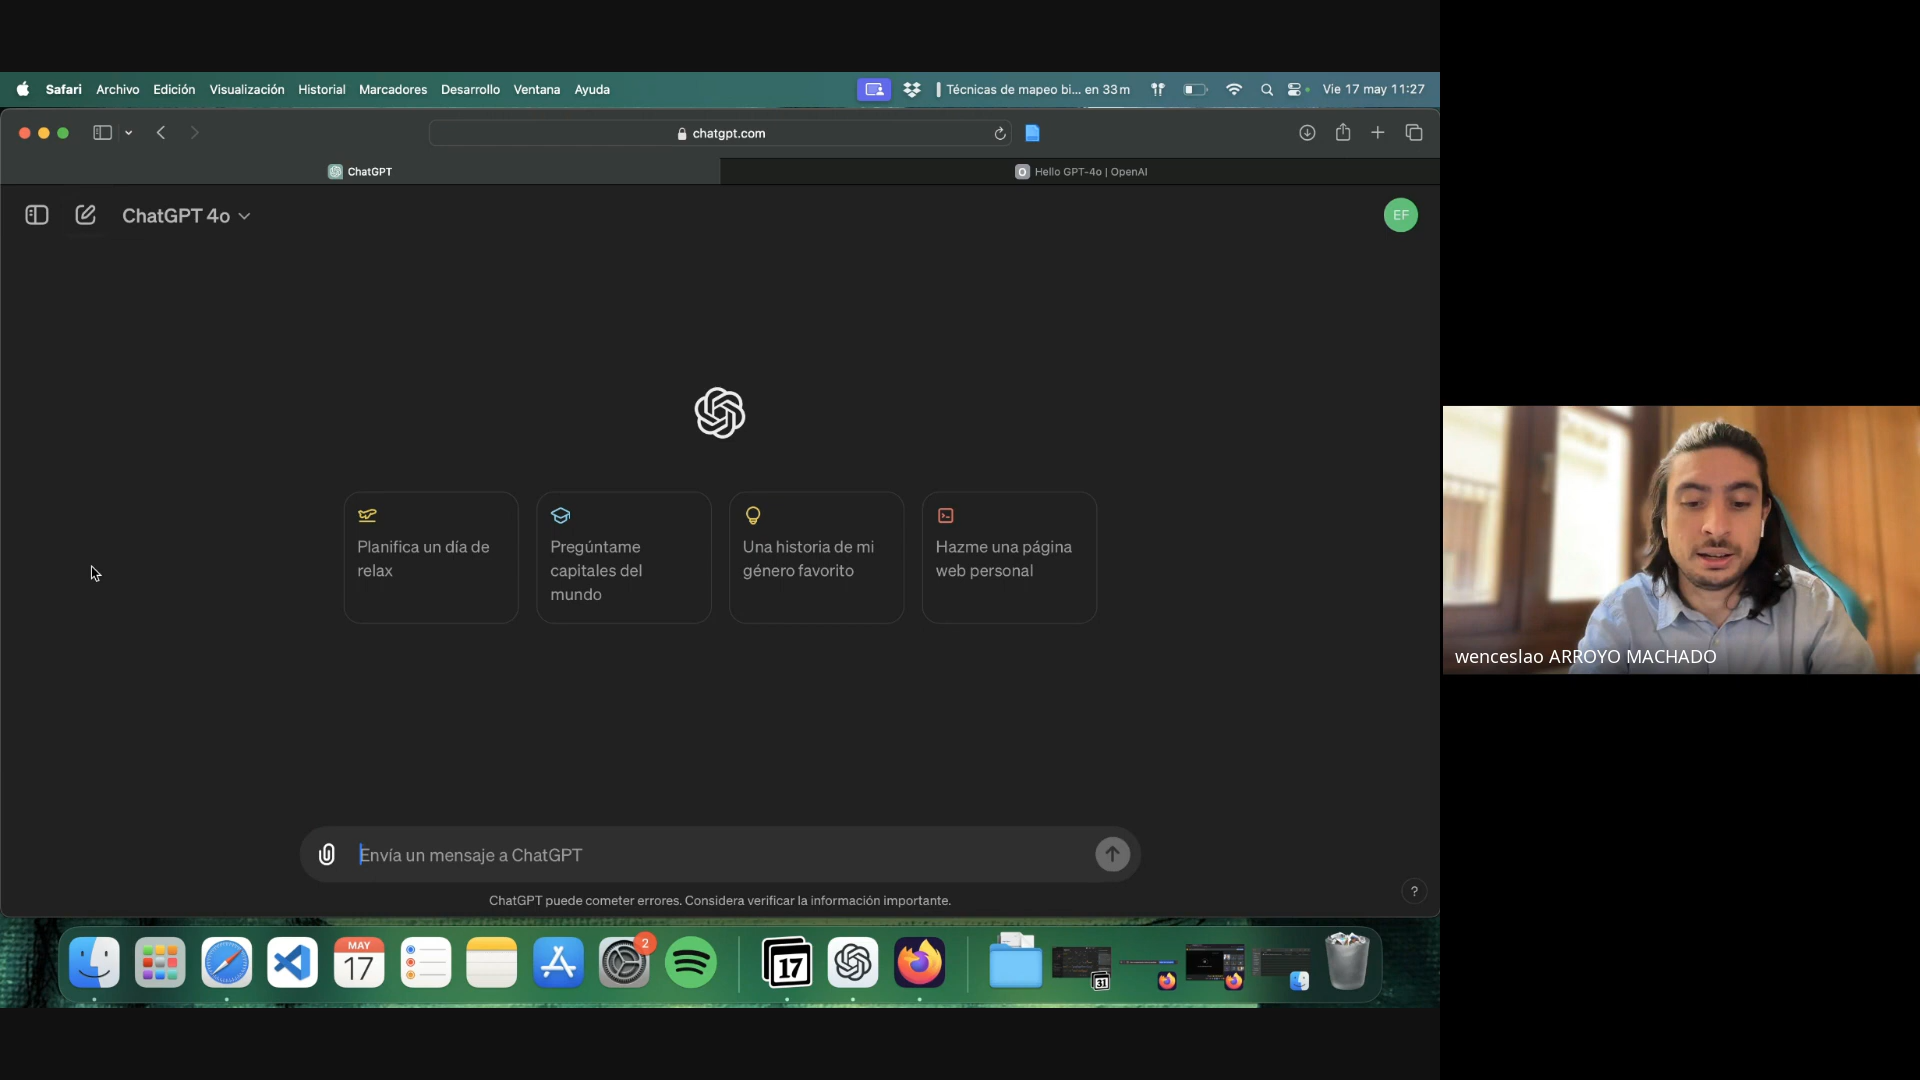 Safari Archivo Edición Visualización Historial Marcadores Desarrollo Ventana Ayuda
Técnicas de mapeo bi... en 33 m
Vie 17 may 11:27
chatgpt.com
ChatGPT
O Hello GPT-4o | OpenAI
ChatGPT 4o
EF
Planifica un día de
relax
Pregúntame
capitales del
mundo
Una historia de mi
género favorito
Hazme una página
web personal
wenceslao ARROYO MACHADO
Envía un mensaje a ChatGPT
ChatGPT puede cometer errores. Considera verificar la información importante.
?
MAY
17
2
17
31